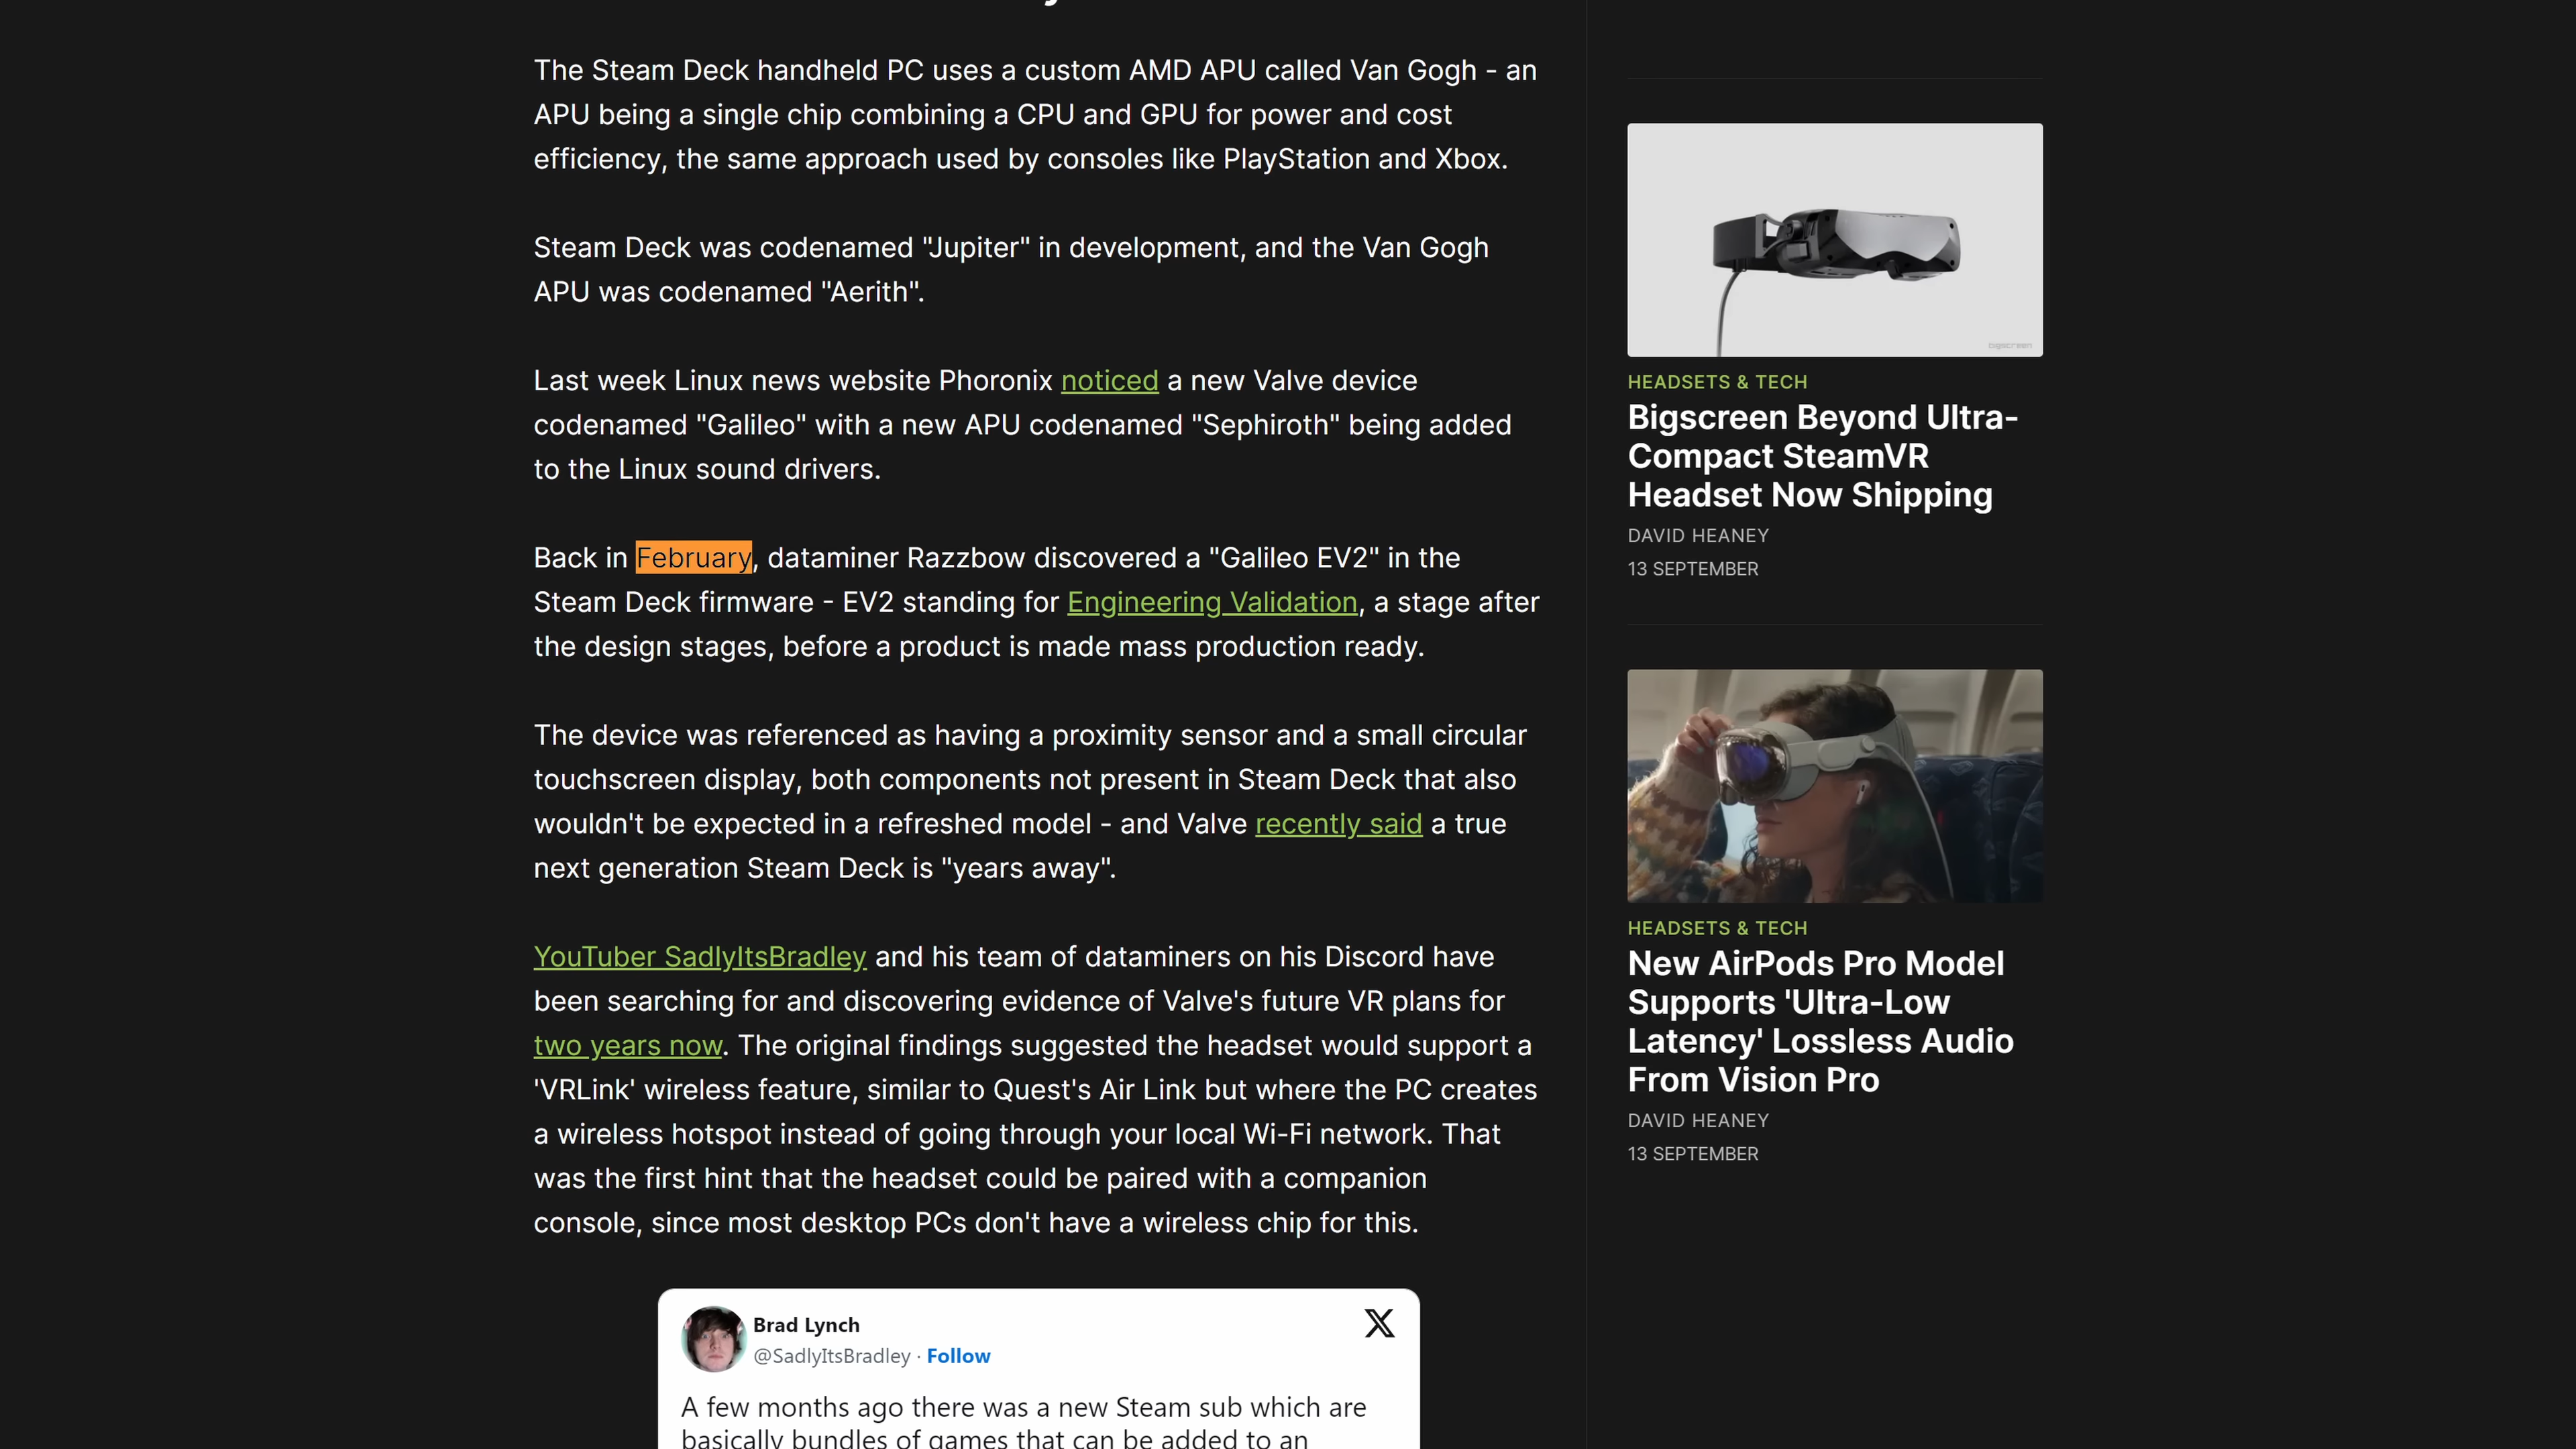 The Steam Deck handheld PC uses a custom AMD APU called Van Gogh - an
APU being a single chip combining a CPU and GPU for power and cost
efficiency, the same approach used by consoles like PlayStation and Xbox.
Steam Deck was codenamed "Jupiter" in development, and the Van Gogh
APU was codenamed "Aerith".
Last week Linux news website Phoronix noticed a new Valve device
codenamed "Galileo" with a new APU codenamed "Sephiroth" being added
to the Linux sound drivers.
Back in February, dataminer Razzbow discovered a "Galileo EV2" in the
Steam Deck firmware - EV2 standing for Engineering Validation, a stage after
the design stages, before a product is made mass production ready.
The device was referenced as having a proximity sensor and a small circular
touchscreen display, both components not present in Steam Deck that also
wouldn't be expected in a refreshed model - and Valve recently said a true
next generation Steam Deck is "years away".
YouTuber SadlyItsBradley and his team of dataminers on his Discord have
been searching for and discovering evidence of Valve's future VR plans for
two years now. The original findings suggested the headset would support a
'VRLink' wireless feature, similar to Quest's Air Link but where the PC creates
a wireless hotspot instead of going through your local Wi-Fi network. That
was the first hint that the headset could be paired with a companion
console, since most desktop PCs don't have a wireless chip for this.
Brad Lynch
@SadlyItsBradley · Follow
A few months ago there was a new Steam sub which are
basically bundles of games that can be added to an
bigscreen
HEADSETS & TECH
Bigscreen Beyond Ultra-
Compact SteamVR
Headset Now Shipping
DAVID HEANEY
13 SEPTEMBER
HEADSETS & TECH
New AirPods Pro Model
Supports 'Ultra-Low
Latency' Lossless Audio
From Vision Pro
DAVID HEANEY
13 SEPTEMBER